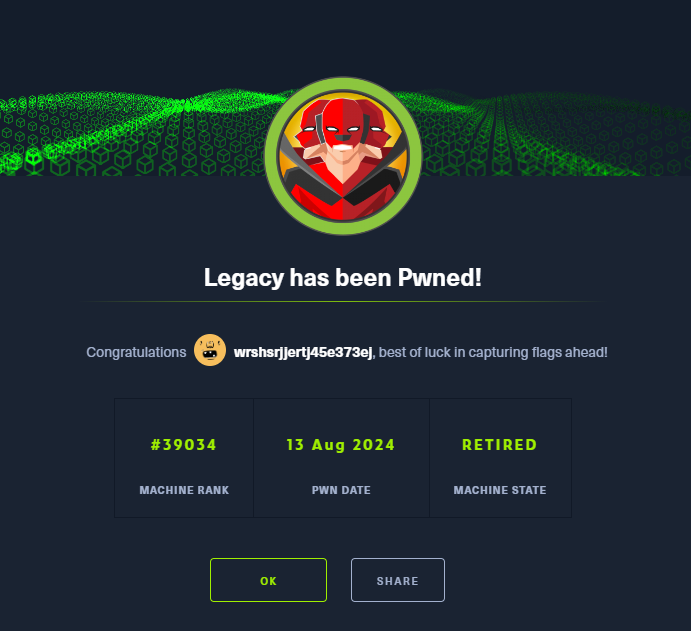 Legacy has been Pwned!
Congratulations wrshsrjjertj45e373ej, best of luck in capturing flags ahead!
#39034 13 Aug 2024 RETIRED
MACHINE RANK PWN DATE MACHINE STATE
OK SHARE